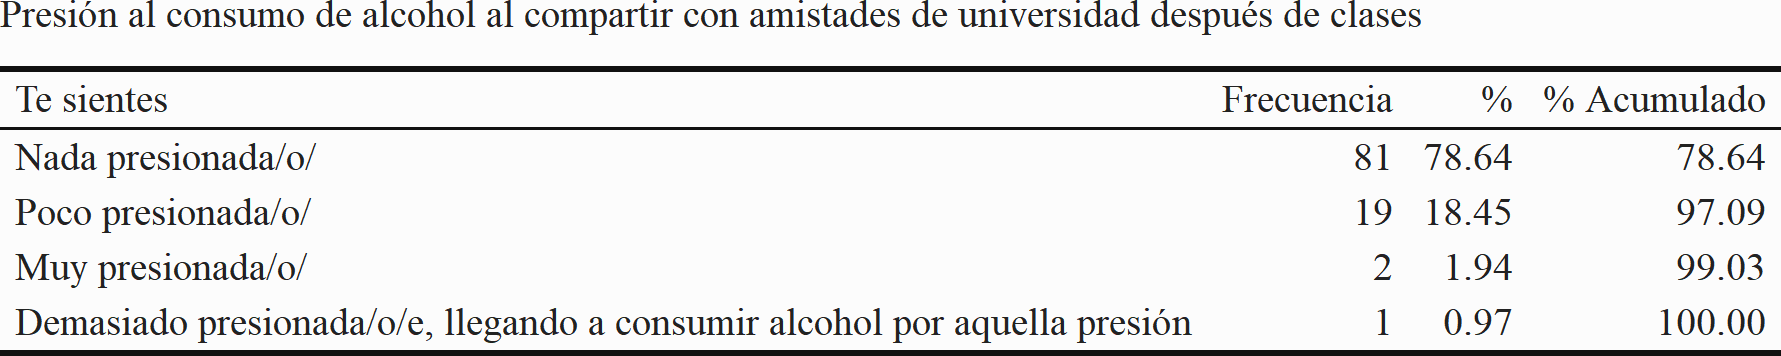 Presión al consumo de alcohol al compartir con amistades de universidad después de clases
Te sientes Frecuencia % % Acumulado
Nada presionada/o/ 81 78.64 78.64
Poco presionada/o/ 19 18.45 97.09
Muy presionada/o/ 2 1.94 99.03
Demasiado presionada/o/e, llegando a consumir alcohol por aquella presión 1 0.97 100.00